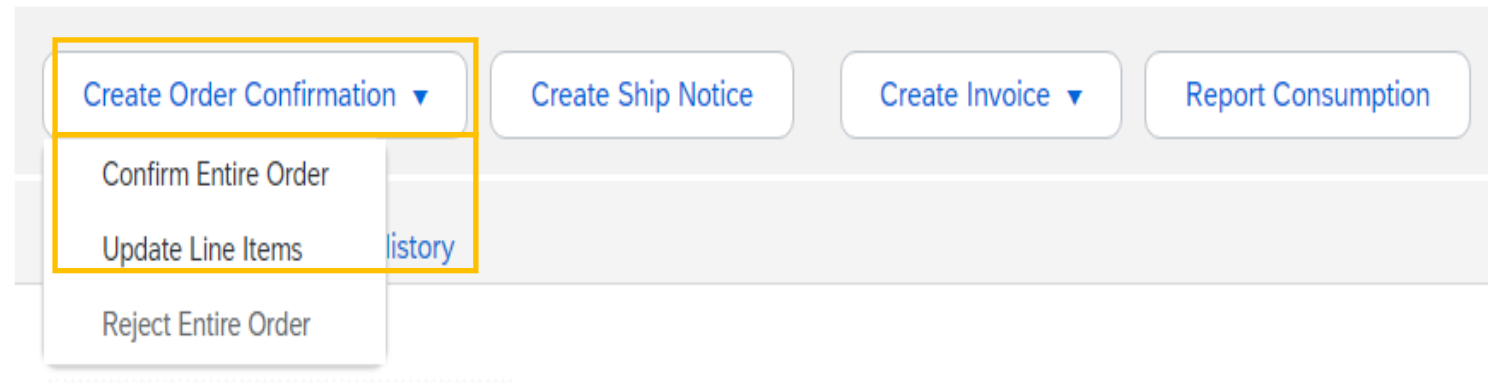 Create Order Confirmation ▼ Create Ship Notice Create Invoice ▼ Report Consumption
Confirm Entire Order
Update Line Items
Reject Entire Order